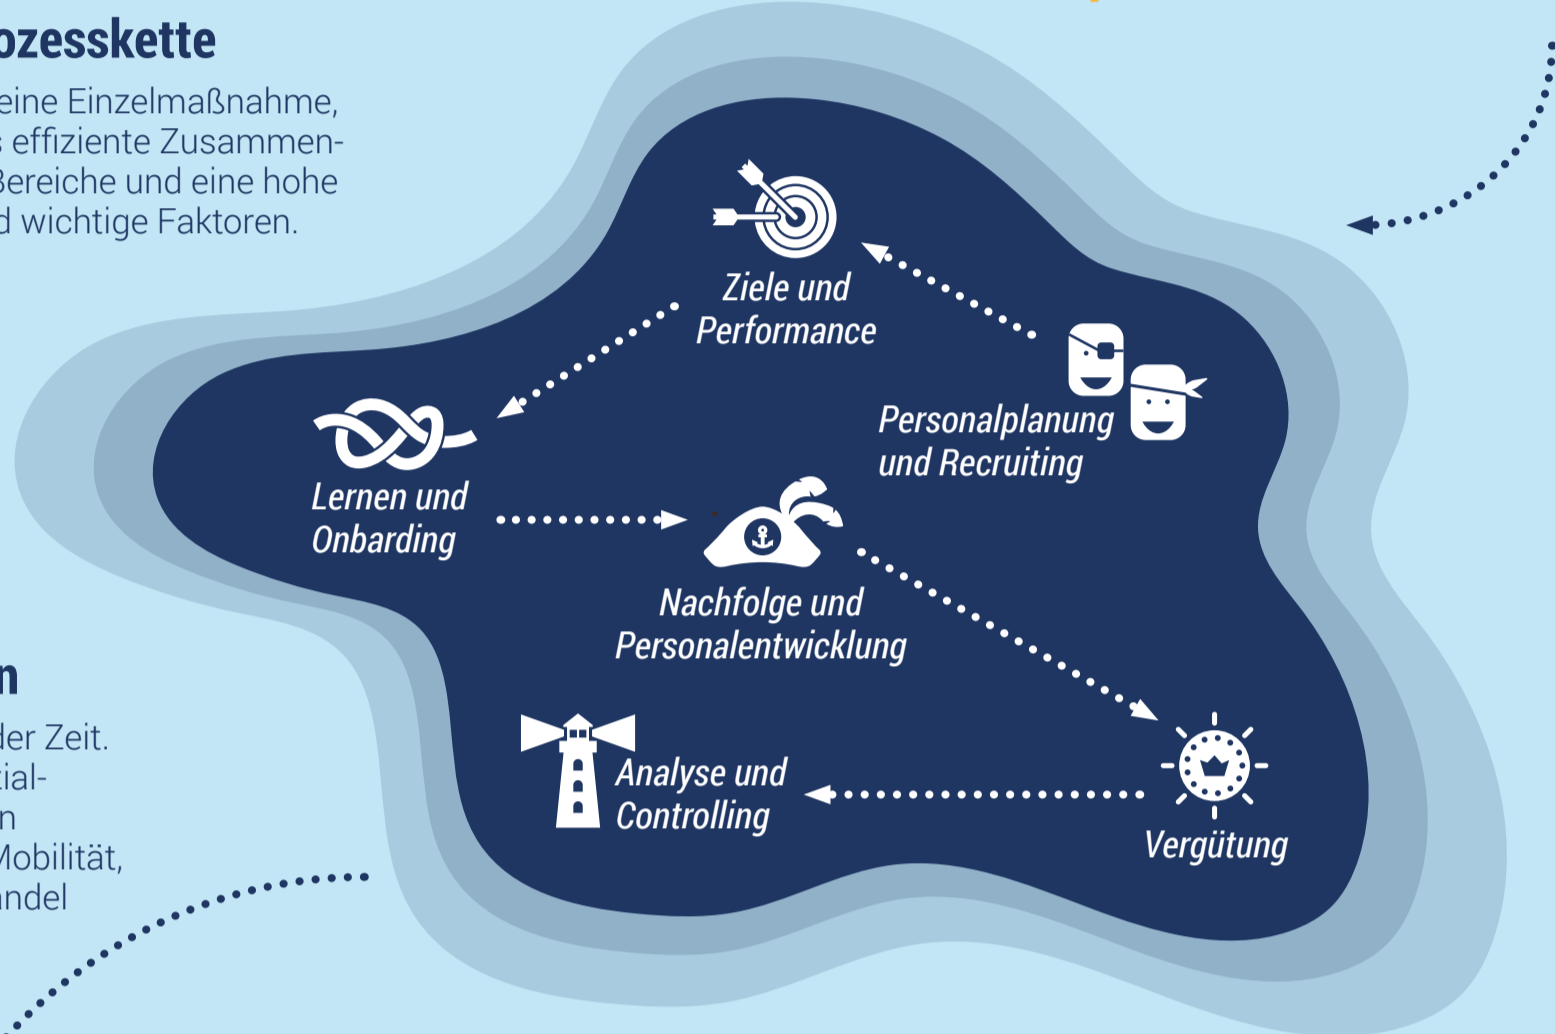 ozesskette
eine Einzelmaßnahme,
s effiziente Zusammen-
Bereiche und eine hohe
d wichtige Faktoren.
Ziele und
Performance
Personalplanung
und Recruiting
Lernen und
Onbarding
Nachfolge und
Personalentwicklung
Analyse und
Controlling
Vergütung
n
der Zeit.
ial-
n
Mobilität,
andel